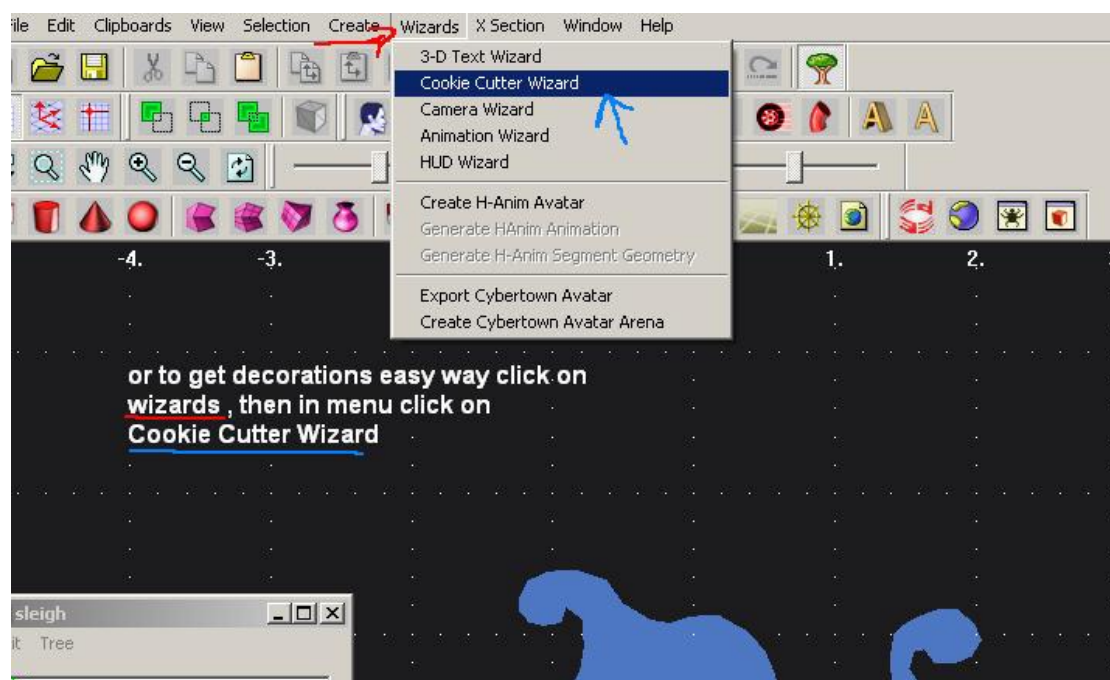 File Edit Clipboards View Selection Create Wizards X Section Window Help
3-D Text Wizard
Cookie Cutter Wizard
Camera Wizard
Animation Wizard
HUD Wizard
Create H-Anim Avatar
Generate HAnim Animation
Generate H-Anim Segment Geometry
Export Cybertown Avatar
Create Cybertown Avatar Arena
-4. -3. 1. 2.
or to get decorations easy way click on
wizards , then in menu click on
Cookie Cutter Wizard
sleigh
it Tree